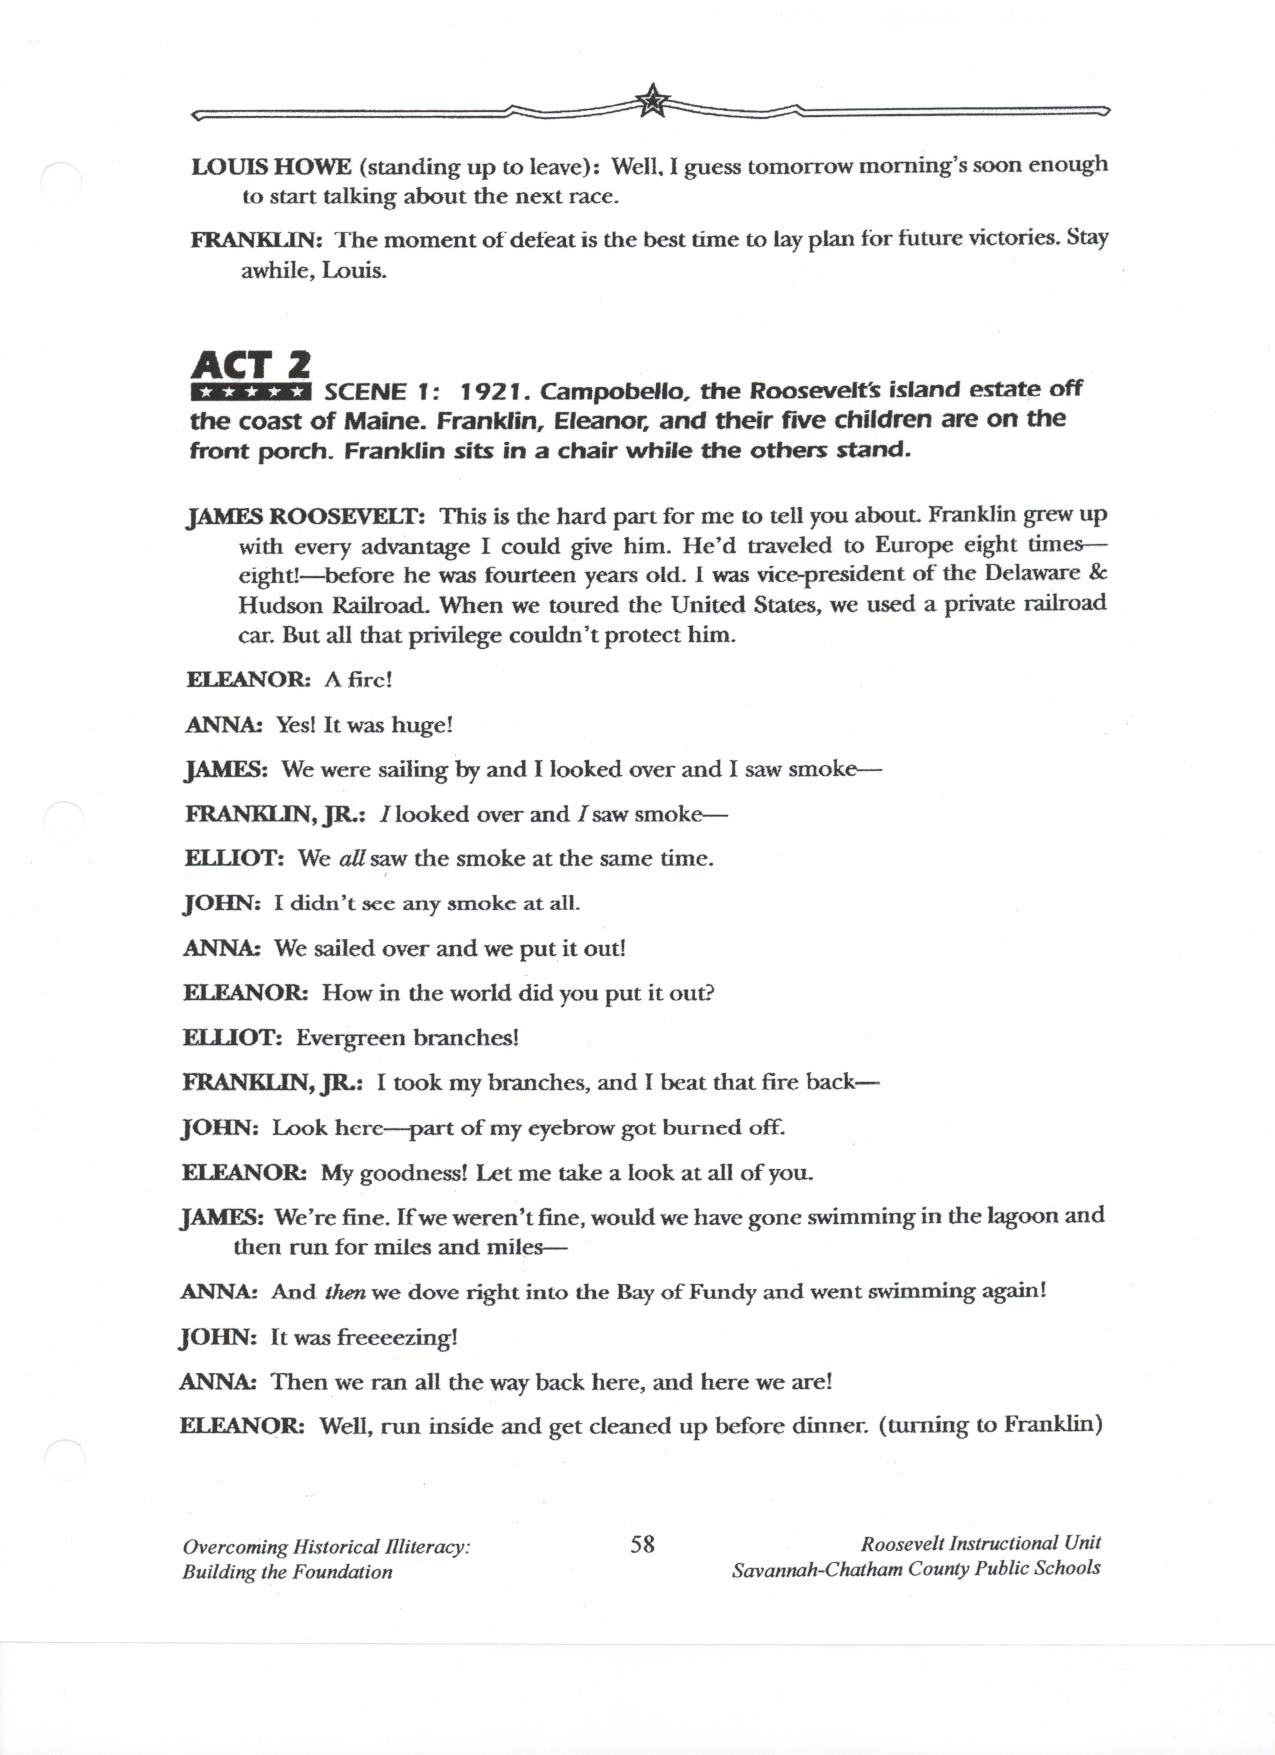 LOUIS HOWE (standing up to leave): Well, I guess tomorrow morning's soon enough
to start talking about the next race.
FRANKLIN: The moment of defeat is the best time to lay plan for future victories. Stay
awhile, Louis.
ACT 2
SCENE 1: 1921. Campobello, the Roosevelt's island estate off
the coast of Maine. Franklin, Eleanor, and their five children are on the
front porch. Franklin sits in a chair while the others stand.
JAMES ROOSEVELT: This is the hard part for me to tell you about. Franklin grew up
with every advantage I could give him. He'd traveled to Europe eight times—
eight!—before he was fourteen years old. I was vice-president of the Delaware &
Hudson Railroad. When we toured the United States, we used a private railroad
car. But all that privilege couldn't protect him.
ELEANOR: A fire!
ANNA: Yes! It was huge!
JAMES: We were sailing by and I looked over and I saw smoke—
FRANKLIN, JR.: I looked over and I saw smoke—
ELLIOT: We all saw the smoke at the same time.
JOHN: I didn't see any smoke at all.
ANNA: We sailed over and we put it out!
ELEANOR: How in the world did you put it out?
ELLIOT: Evergreen branches!
FRANKLIN, JR.: I took my branches, and I beat that fire back—
JOHN: Look here—part of my eyebrow got burned off.
ELEANOR: My goodness! Let me take a look at all of you.
JAMES: We're fine. If we weren't fine, would we have gone swimming in the lagoon and
then run for miles and miles—
ANNA: And then we dove right into the Bay of Fundy and went swimming again!
JOHN: It was freeeezing!
ANNA: Then we ran all the way back here, and here we are!
ELEANOR: Well, run inside and get cleaned up before dinner. (turning to Franklin)
Overcoming Historical Illiteracy:
Building the Foundation
58
Roosevelt Instructional Unit
Savannah-Chatham County Public Schools